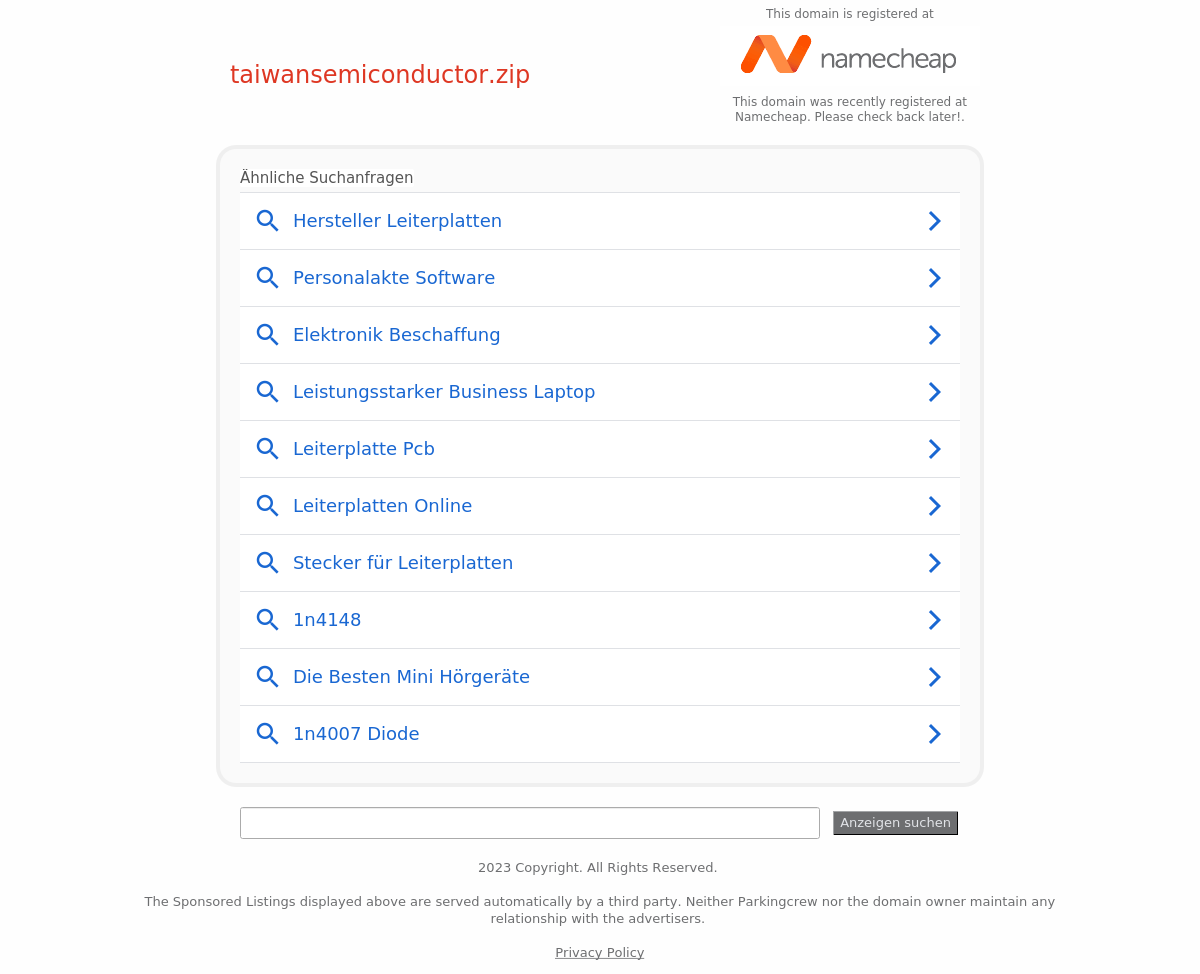 This domain is registered at
namecheap
taiwansemiconductor.zip
This domain was recently registered at
Namecheap. Please check back later!.
Ähnliche Suchanfragen
Hersteller Leiterplatten
Personalakte Software
Elektronik Beschaffung
Leistungsstarker Business Laptop
Leiterplatte Pcb
Leiterplatten Online
Stecker für Leiterplatten
1n4148
Die Besten Mini Hörgeräte
1n4007 Diode
Anzeigen suchen
2023 Copyright. All Rights Reserved.
The Sponsored Listings displayed above are served automatically by a third party. Neither Parkingcrew nor the domain owner maintain any
relationship with the advertisers.
Privacy Policy